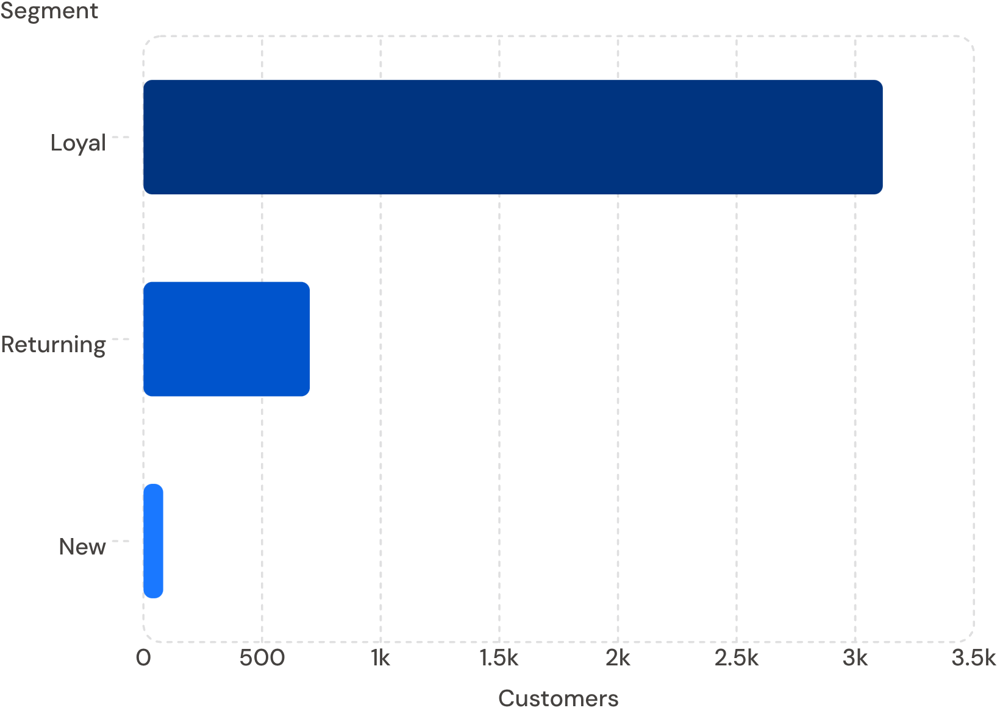 Segment
Loyal
Returning
New
0 500 1k 1.5k 2k 2.5k 3k 3.5k
Customers